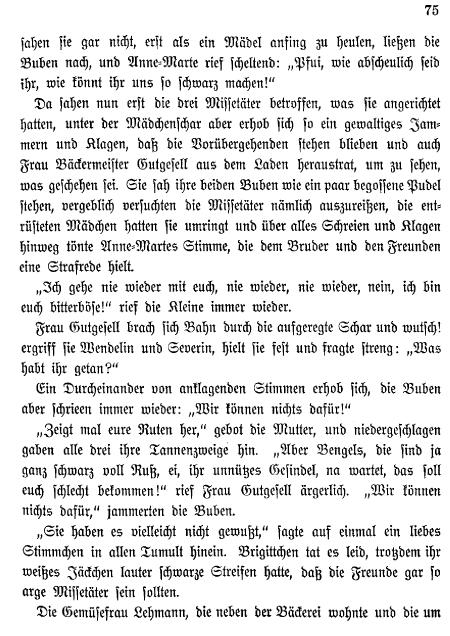 75
sahen sie gar nicht, erst als ein Mädel anfing zu heulen, ließen die
Buben nach, und Anne-Marte rief scheltend: „Pfui, wie abscheulich seid
ihr, wie könnt ihr uns so schwarz machen!“
Da sahen nun erst die drei Missetäter betroffen, was sie angerichtet
hatten, unter der Mädchenschar aber erhob sich so ein gewaltiges Jam-
mern und Klagen, daß die Vorübergehenden stehen blieben und auch
Frau Bäckermeister Gutgesell aus dem Laden heraustrat, um zu sehen,
was geschehen sei. Sie sah ihre beiden Buben wie ein paar begossene Pudel
stehen, vergeblich versuchten die Missetäter nämlich auszureißen, die ent-
rüsteten Mädchen hatten sie umringt und über alles Schreien und Klagen
hinweg tönte Anne-Martes Stimme, die dem Bruder und den Freunden
eine Strafrede hielt.
„Ich gehe nie wieder mit euch, nie wieder, nie wieder, nein, ich bin
euch bitterböse!“ rief die Kleine immer wieder.
Frau Gutgesell brach sich Bahn durch die aufgeregte Schar und wutsch!
ergriff sie Wendelin und Severin, hielt sie fest und fragte streng: „Was
habt ihr getan?“
Ein Durcheinander von anklagenden Stimmen erhob sich, die Buben
aber schrieen immer wieder: „Wir können nichts dafür!“
„Zeigt mal eure Ruten her,“ gebot die Mutter, und niedergeschlagen
gaben alle drei ihre Tannenzweige hin. „Aber Bengels, die sind ja
ganz schwarz voll Ruß, ei, ihr unnützes Gesindel, na wartet, das soll
euch schlecht bekommen!“ rief Frau Gutgesell ärgerlich. „Wir können
nichts dafür,“ jammerten die Buben.
„Sie haben es vielleicht nicht gewußt,“ sagte auf einmal ein liebes
Stimmchen in allen Tumult hinein. Brigittchen tat es leid, trotzdem ihr
weißes Jäckchen lauter schwarze Streifen hatte, daß die Freunde gar so
arge Missetäter sein sollten.
Die Gemüsefrau Lehmann, die neben der Bäckerei wohnte und die um